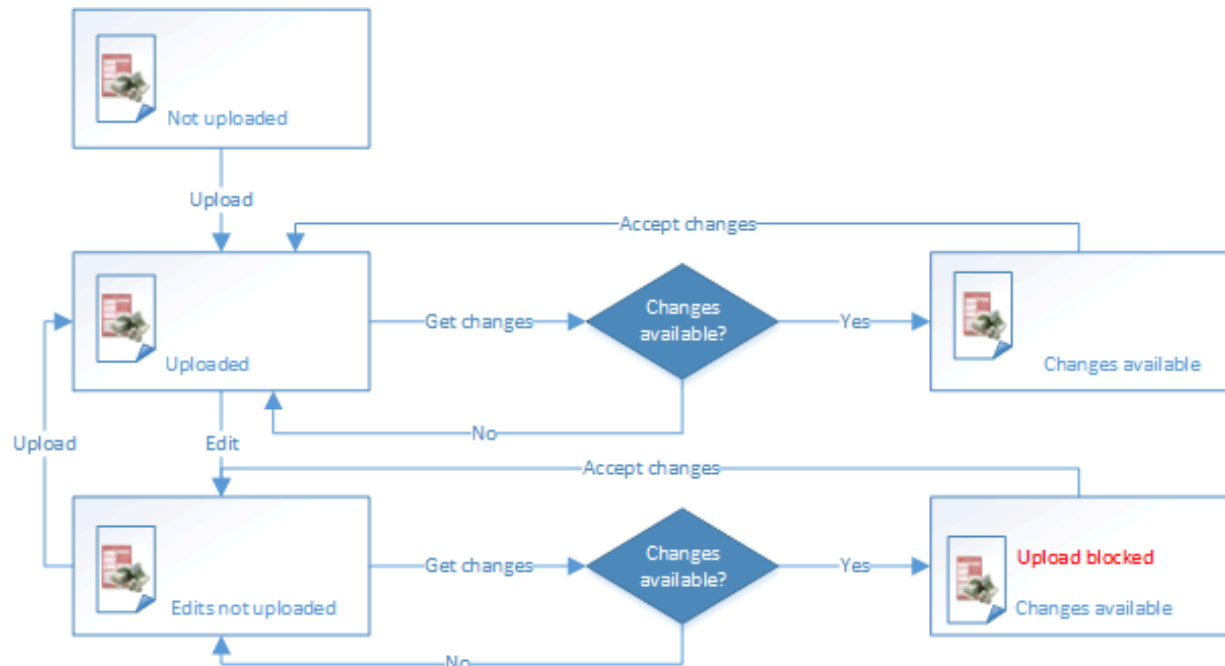 Not uploaded
Upload
Accept changes
Uploaded
Get changes
Changes
available?
Yes
Changes available
No
Upload
Edit
Accept changes
Edits not uploaded
Get changes
Changes
available?
Yes
Upload blocked
Changes available
No